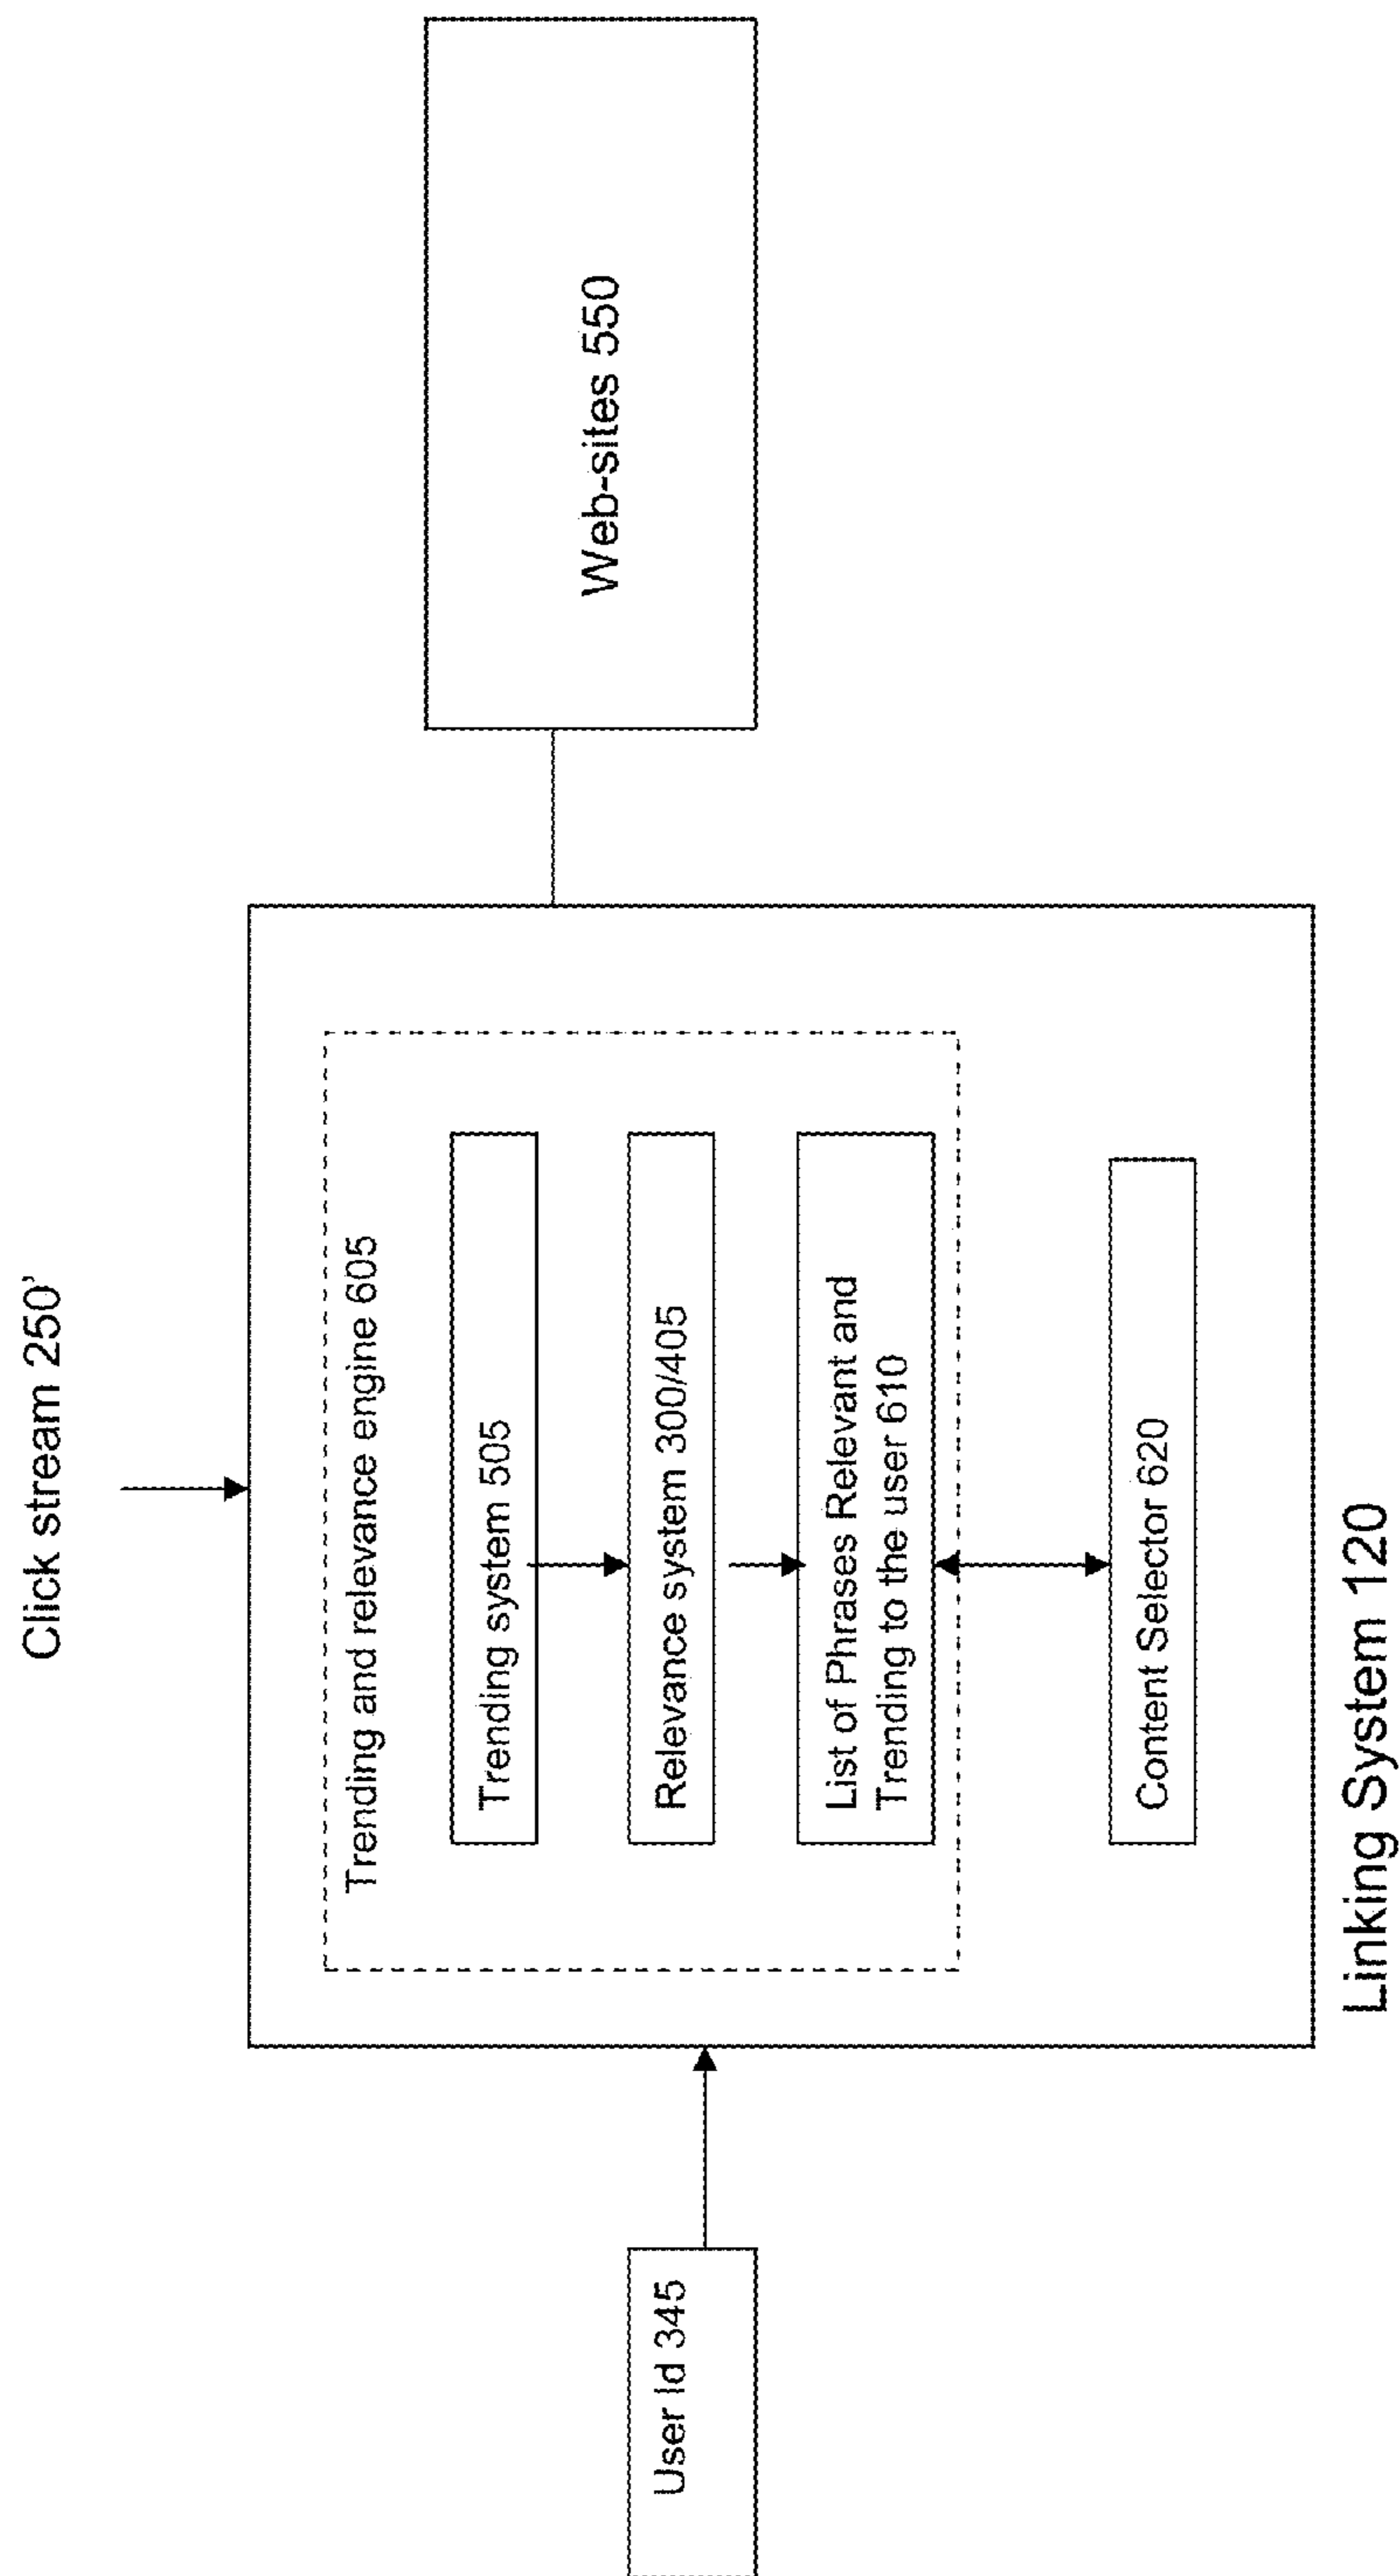 Click stream 250'
Trending and relevance engine 605
Trending system 505
Relevance system 300/405
List of Phrases Relevant and
Trending to the user 610
Content Selector 620
Linking System 120
User Id 345
Web-sites 550